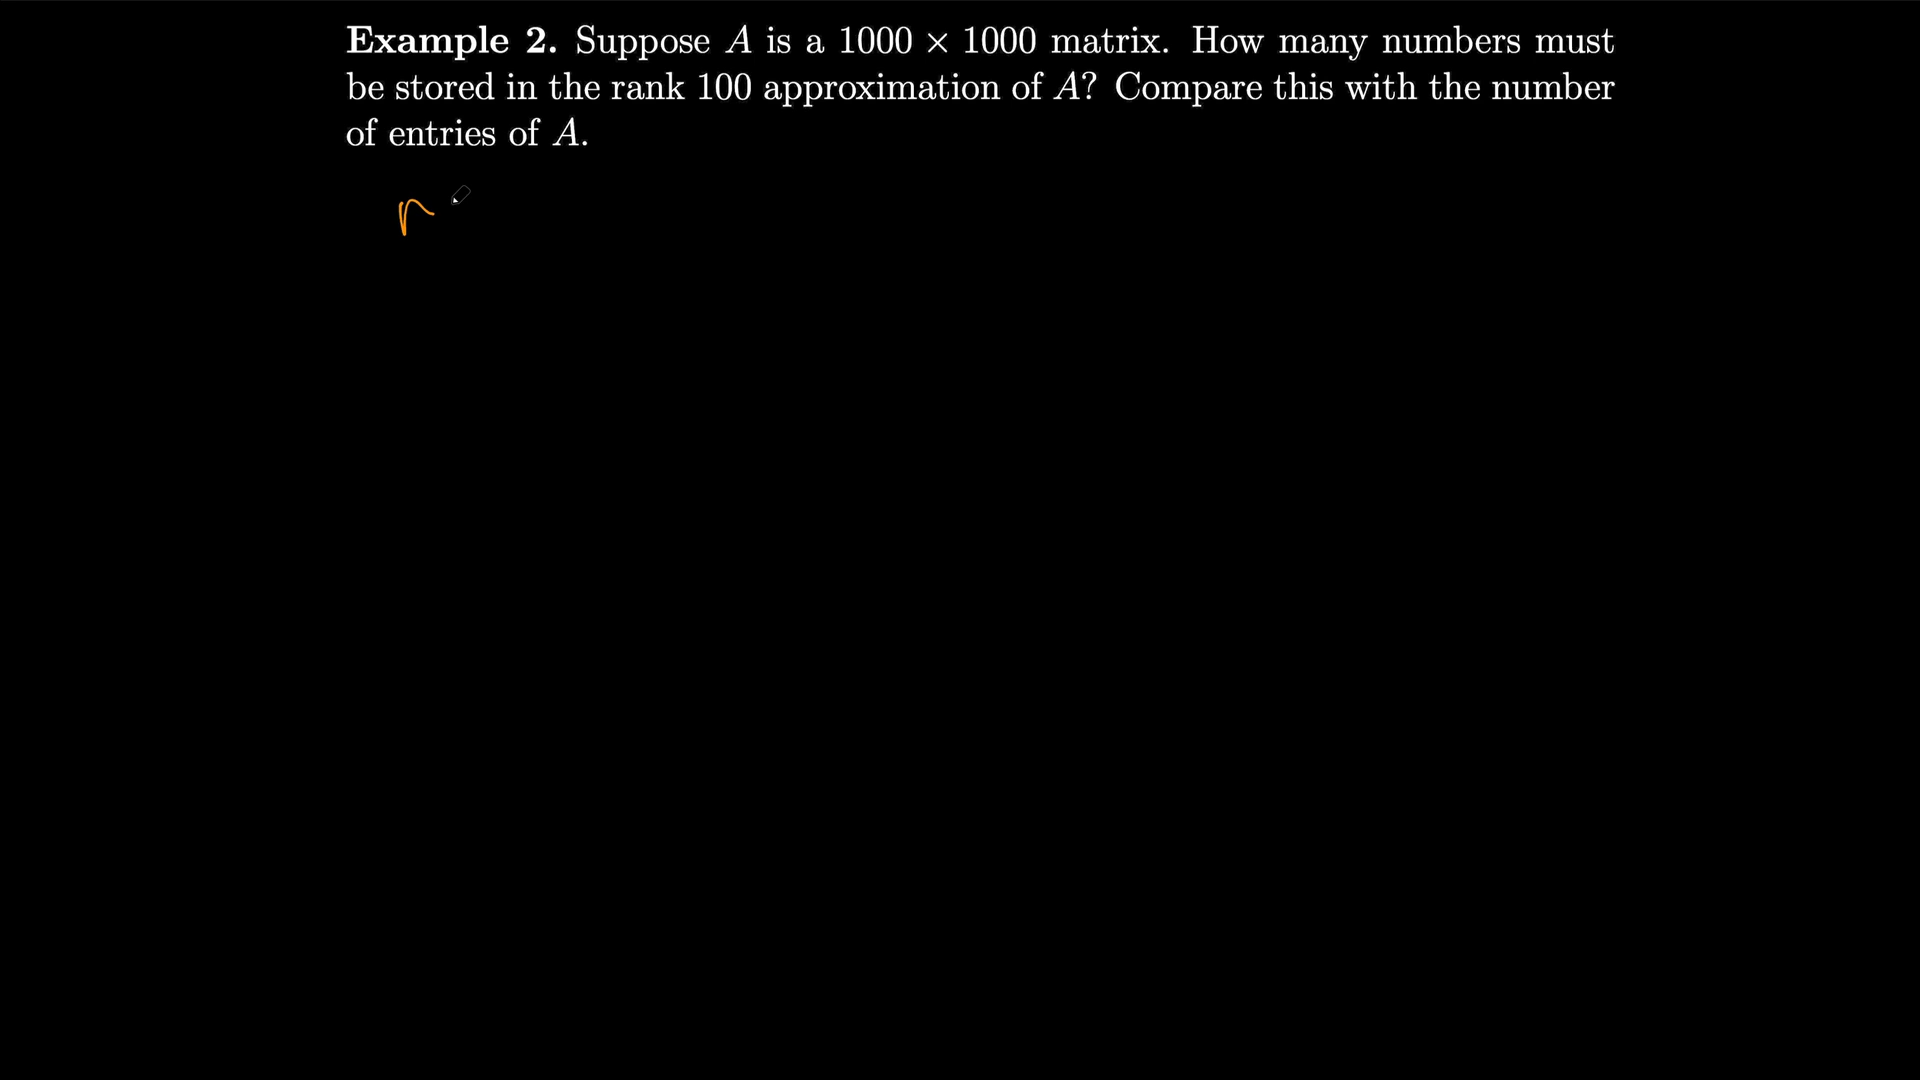 Example 2. Suppose A is a 1000 × 1000 matrix. How many numbers must
be stored in the rank 100 approximation of A? Compare this with the number
of entries of A.
r